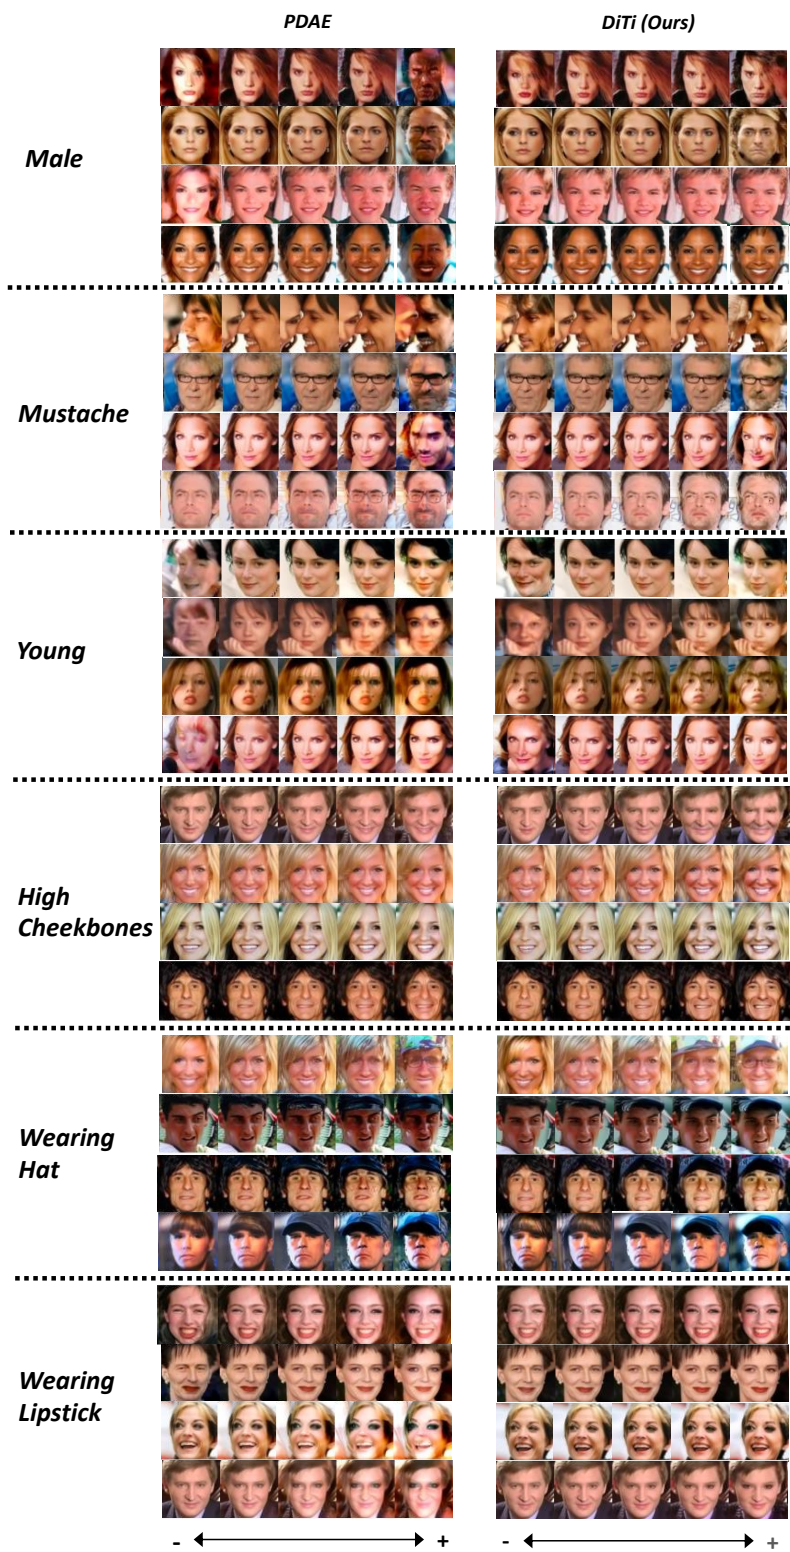 PDAE
DiTi (Ours)
Male
Mustache
Young
High
Cheekbones
Wearing
Hat
Wearing
Lipstick
- +
- +